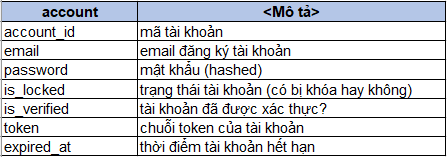 account <Mô tả>
account_id mã tài khoản
email email đăng ký tài khoản
password mật khẩu (hashed)
is_locked trạng thái tài khoản (có bị khóa hay không)
is_verified tài khoản đã được xác thực?
token chuỗi token của tài khoản
expired_at thời điểm tài khoản hết hạn